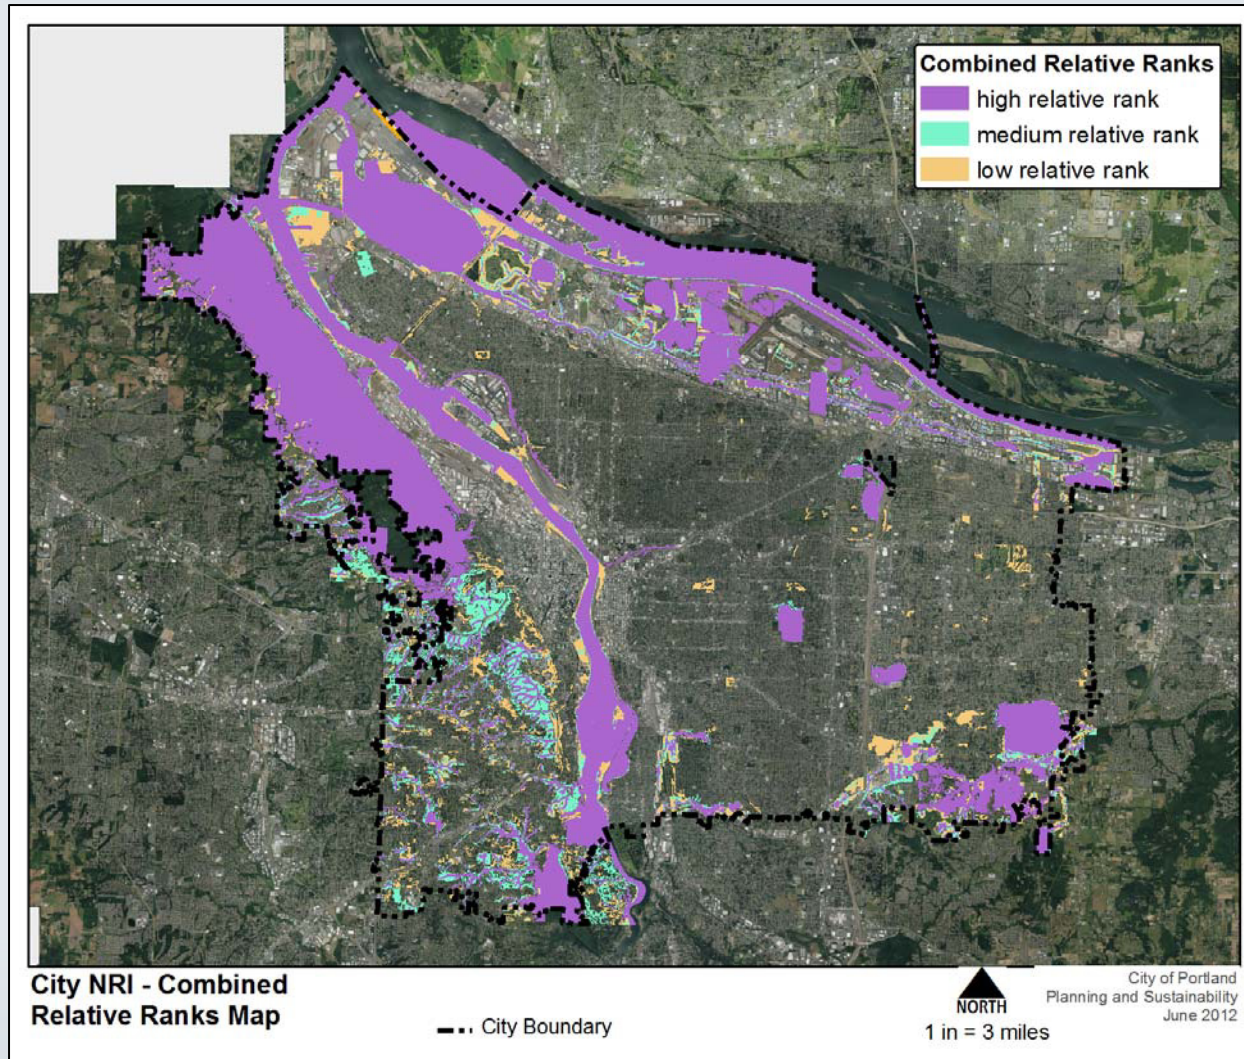 Combined Relative Ranks
high relative rank
medium relative rank
low relative rank
City NRI - Combined
Relative Ranks Map
City Boundary
NORTH
1 in = 3 miles
City of Portland
Planning and Sustainability
June 2012